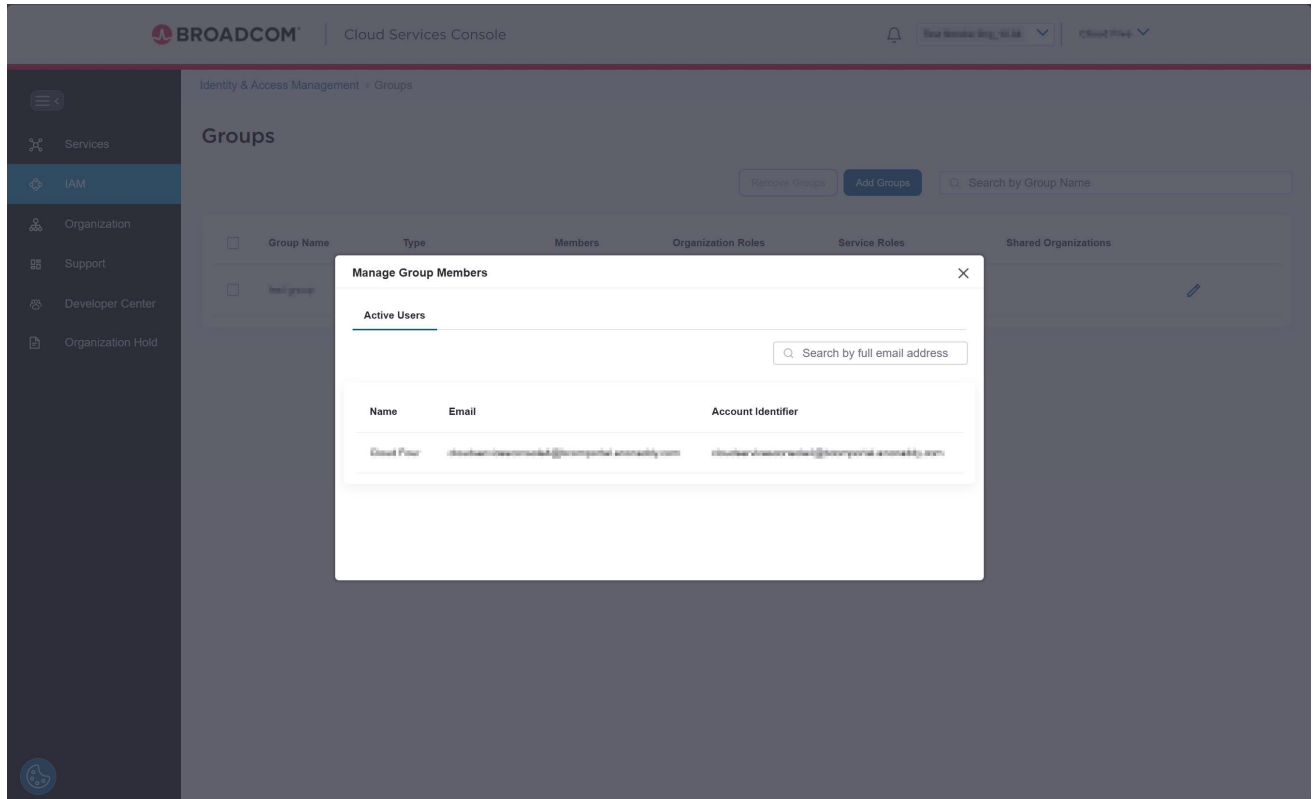 BROADCOM® Cloud Services Console
Identity & Access Management > Groups
Groups
Services
IAM
Organization
Support
Developer Center
Organization Hold
Remove Groups Add Groups Search by Group Name
Group Name Type Members Organization Roles Service Roles Shared Organizations
Manage Group Members
Active Users
Search by full email address
Name Email Account Identifier